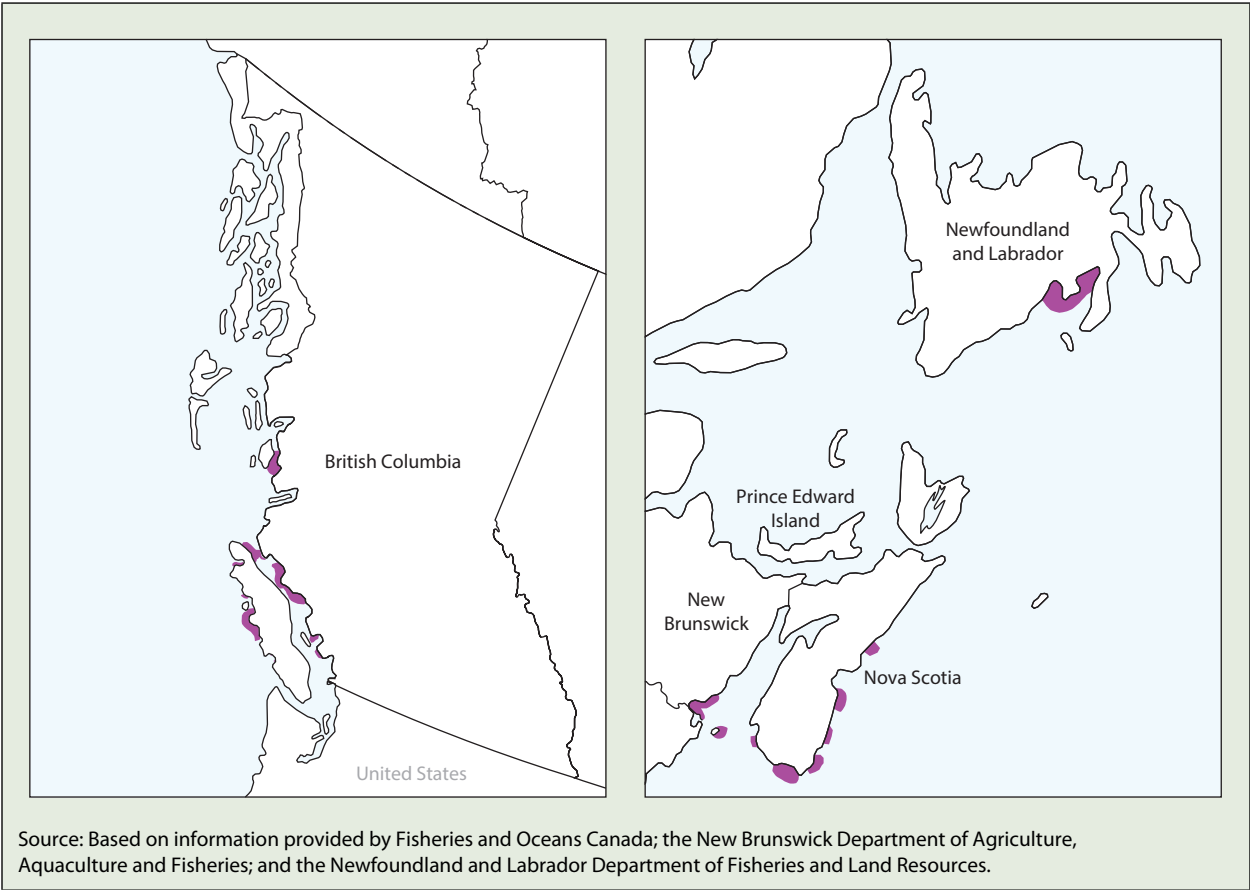 British Columbia
United States
Newfoundland
and Labrador
Prince Edward
Island
New
Brunswick
Nova Scotia
Source: Based on information provided by Fisheries and Oceans Canada; the New Brunswick Department of Agriculture,
Aquaculture and Fisheries; and the Newfoundland and Labrador Department of Fisheries and Land Resources.